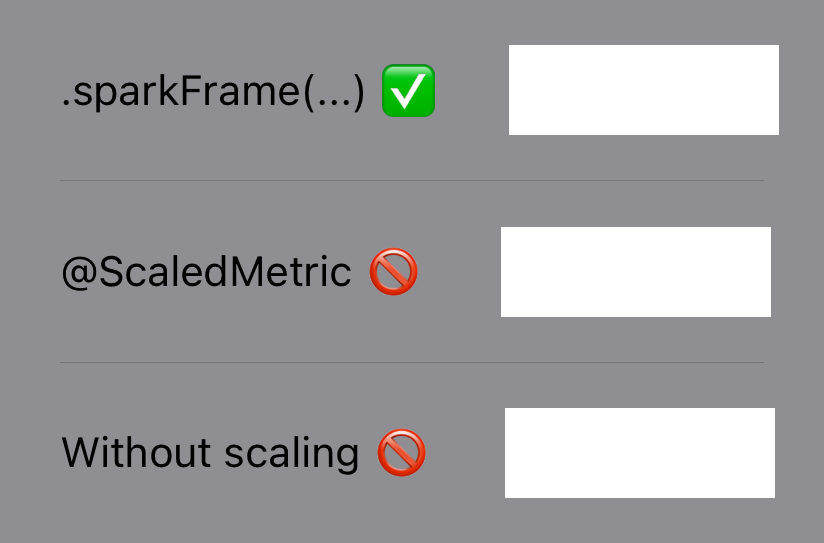 .sparkFrame(...) ✅
@ScaledMetric 🚫
Without scaling 🚫